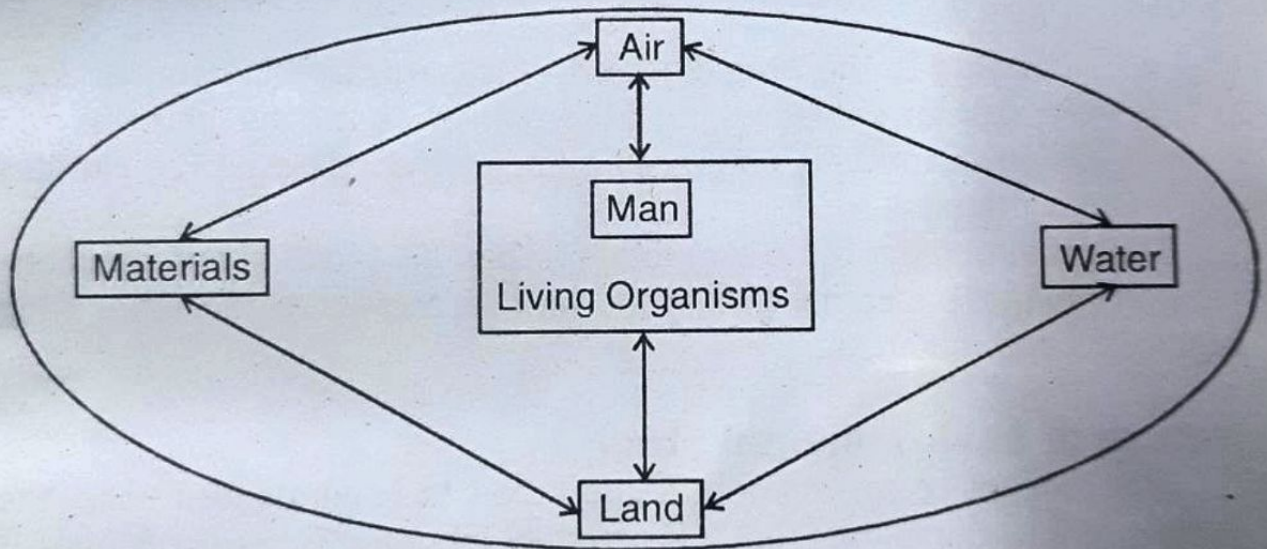 Air
Man
Materials
Water
Living Organisms
Land